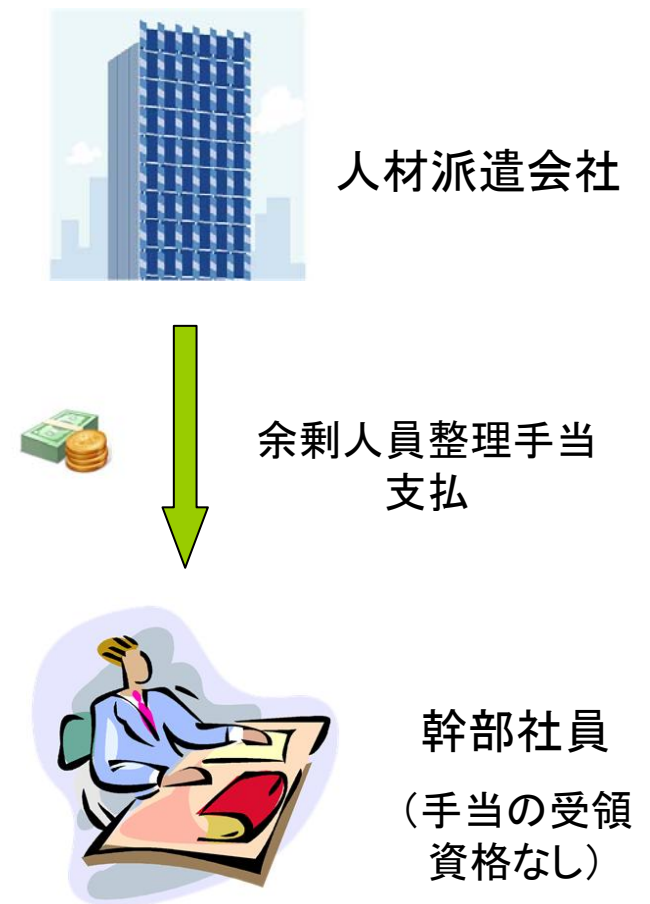 人材派遣会社
余剰人員整理手当
支払
幹部社員
(手当の受領
資格なし)